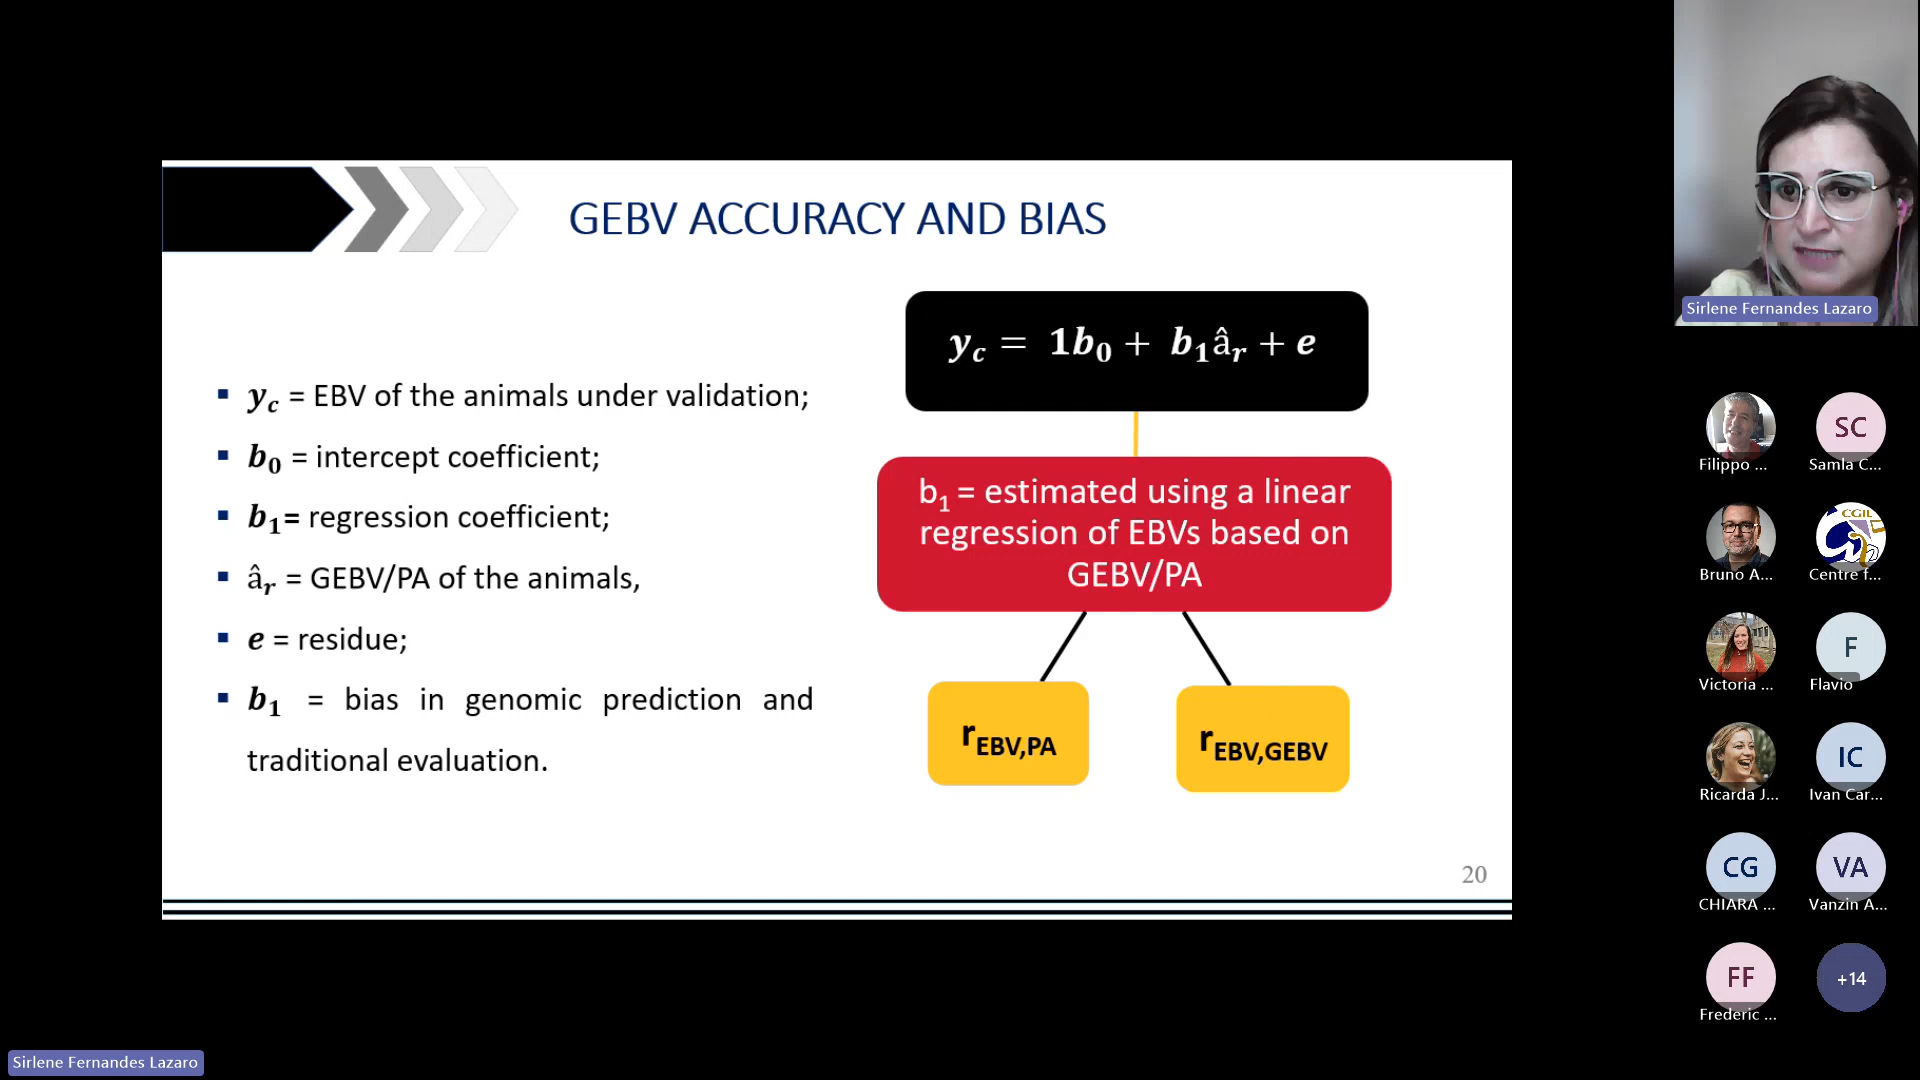 GEBV ACCURACY AND BIAS
▪ y_c = EBV of the animals under validation;
▪ b_0 = intercept coefficient;
▪ b_1= regression coefficient;
▪ â_r = GEBV/PA of the animals,
▪ e = residue;
▪ b_1 = bias in genomic prediction and
traditional evaluation.
y_c = 1b_0 + b_1â_r + e
b_1 = estimated using a linear
regression of EBVs based on
GEBV/PA
r_EBV,PA
r_EBV,GEBV
20
Sirlene Fernandes Lazaro
Filippo ...
SC
Samla C...
Bruno A...
CGIL
Centre f...
Victoria ...
F
Flavio
Ricarda J...
IC
Ivan Car...
CG
CHIARA ...
VA
Vanzin A...
FF
Frederic ...
+14
Sirlene Fernandes Lazaro